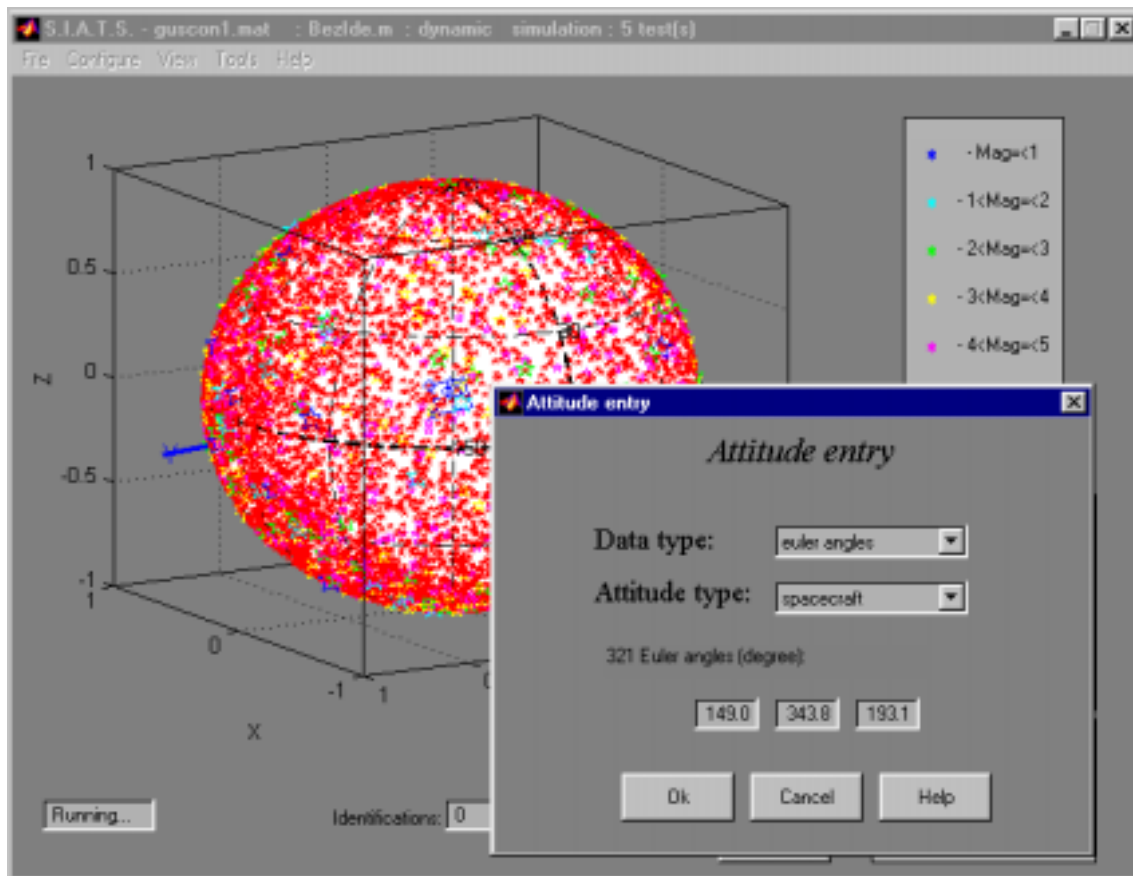 S.I.A.T.S. - guscon1.mat : BezIde.m : dynamic simulation : 5 test(s)
File Configure View Tools Help
- Mag=<1
- 1<Mag=<2
- 2<Mag=<3
- 3<Mag=<4
- 4<Mag=<5
1
0.5
0
-0.5
-1
Z
1
0
-1
X
1
0
Attitude entry
Attitude entry
Data type: euler angles
Attitude type: spacecraft
321 Euler angles (degree):
149.0 343.8 193.1
Ok Cancel Help
Running...
Identifications: 0